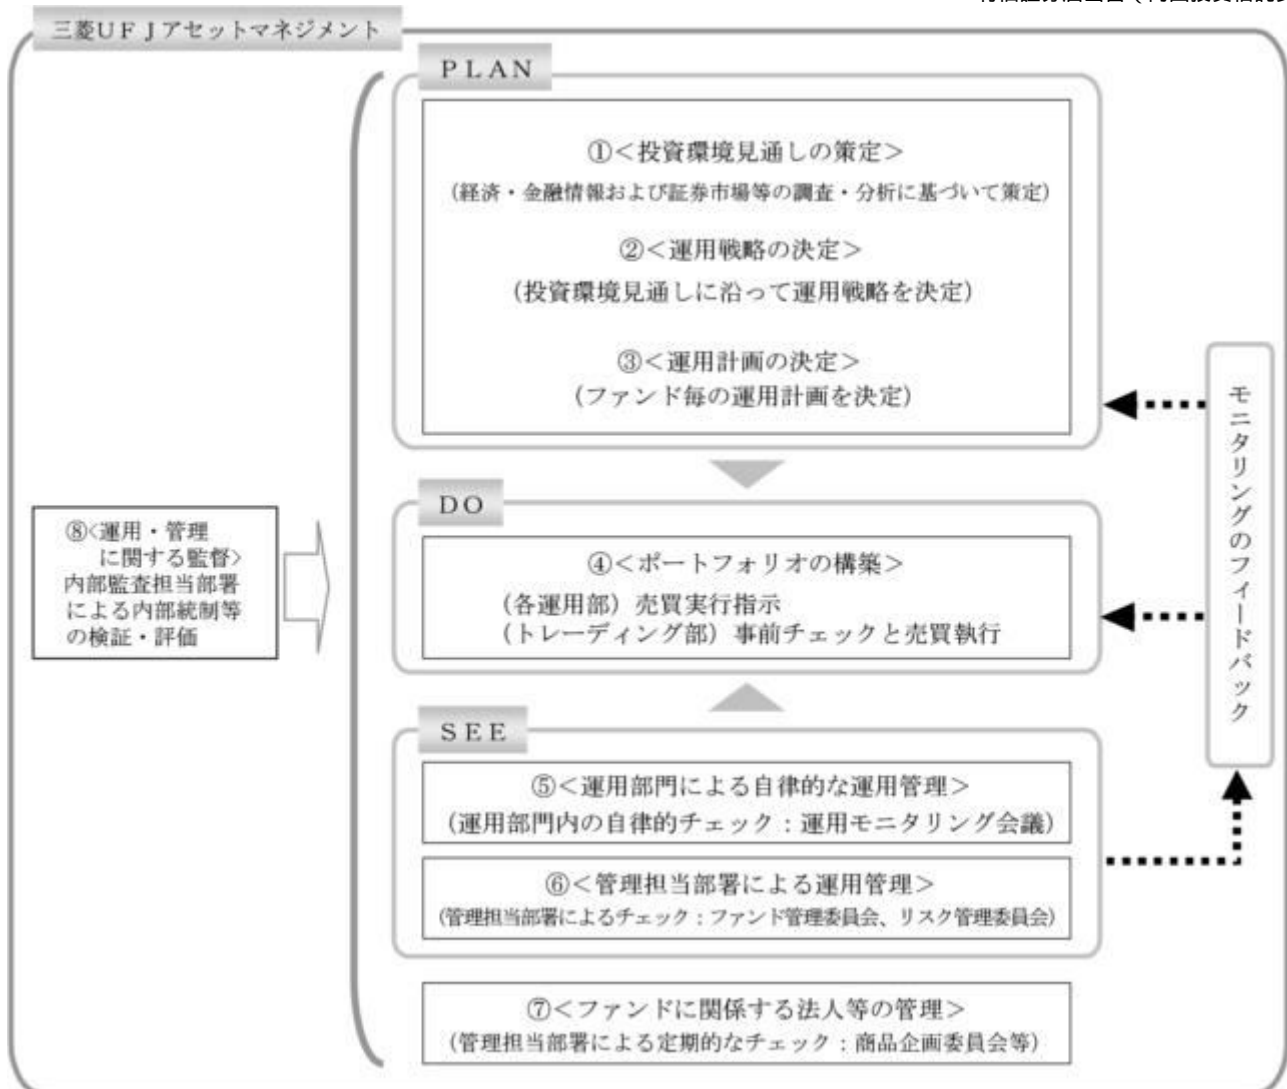 三菱ＵＦＪアセットマネジメント
ＰＬＡＮ
①＜投資環境見通しの策定＞
（経済・金融情報および証券市場等の調査・分析に基づいて策定）
②＜運用戦略の決定＞
（投資環境見通しに沿って運用戦略を決定）
③＜運用計画の決定＞
（ファンド毎の運用計画を決定）
ＤＯ
④＜ポートフォリオの構築＞
（各運用部）売買実行指示
（トレーディング部）事前チェックと売買執行
ＳＥＥ
⑤＜運用部門による自律的な運用管理＞
（運用部門内の自律的チェック：運用モニタリング会議）
⑥＜管理担当部署による運用管理＞
（管理担当部署によるチェック：ファンド管理委員会、リスク管理委員会）
⑦＜ファンドに関係する法人等の管理＞
（管理担当部署による定期的なチェック：商品企画委員会等）
⑧＜運用・管理
に関する監督＞
内部監査担当部署
による内部統制等
の検証・評価
モニタリングのフィードバック